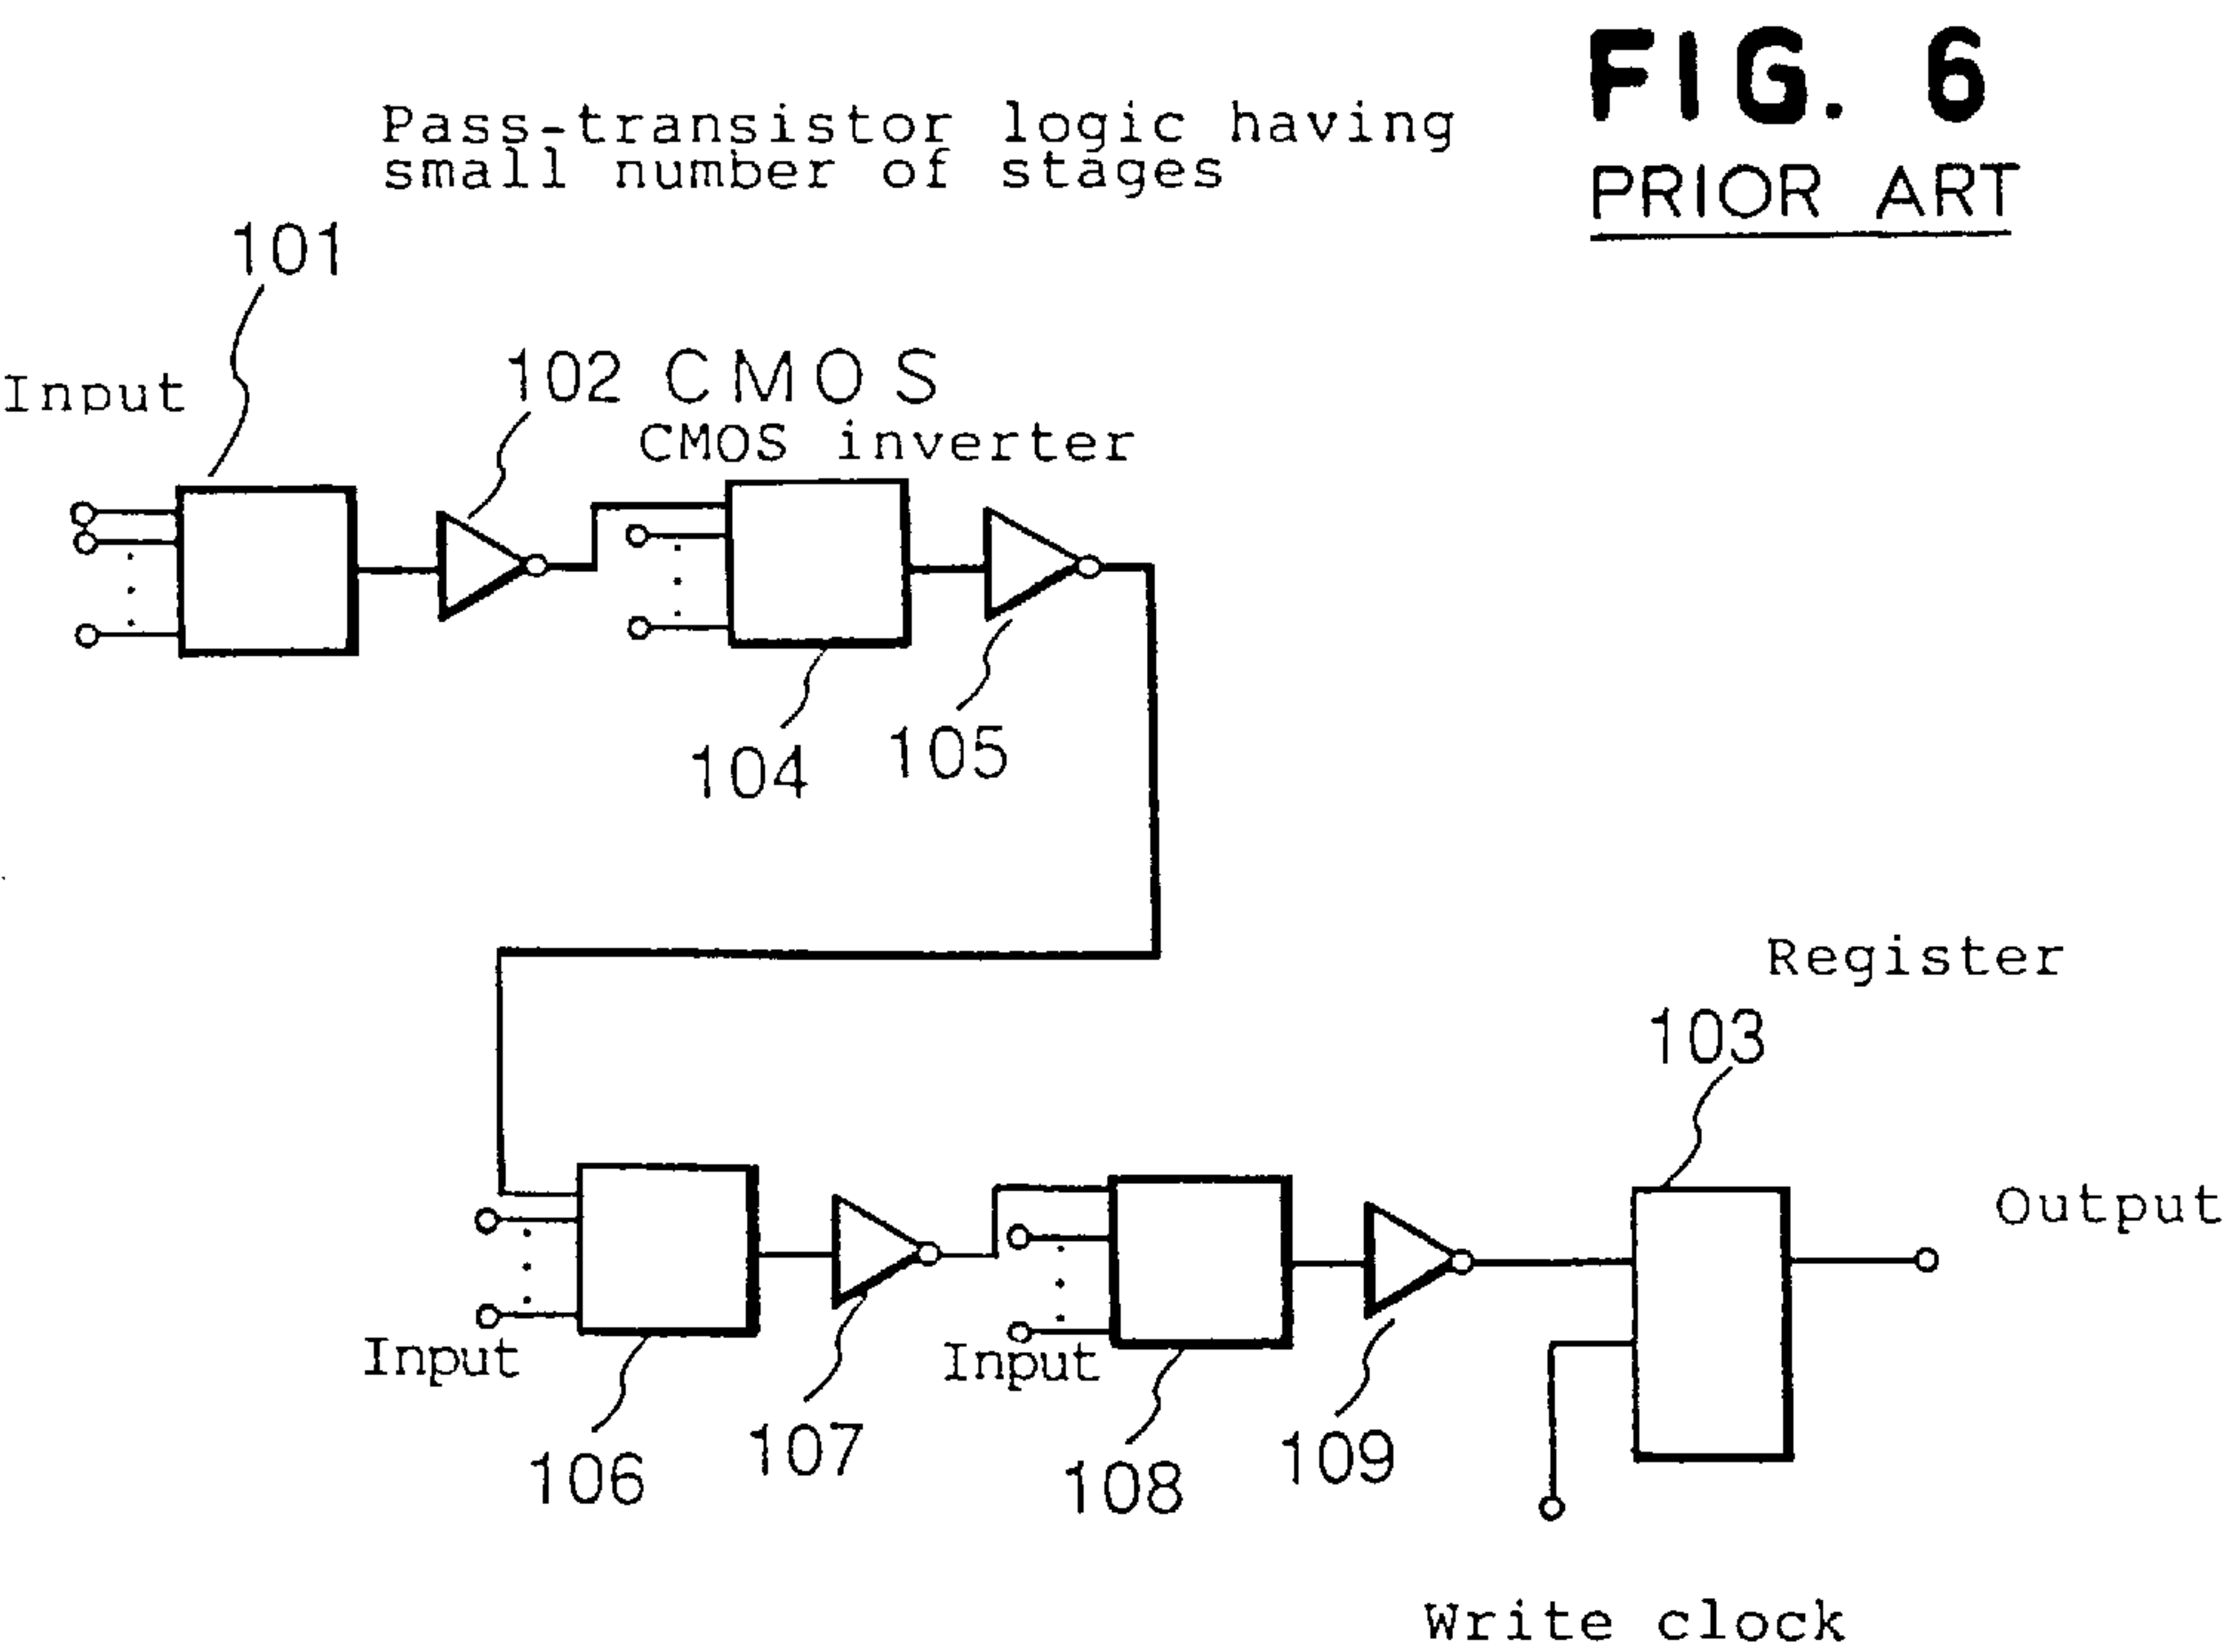 FIG. 6
PRIOR ART
Pass-transistor logic having
small number of stages
101
Input
102 CMOS
CMOS inverter
104
105
Register
103
Output
Input
Input
106
107
108
109
Write clock